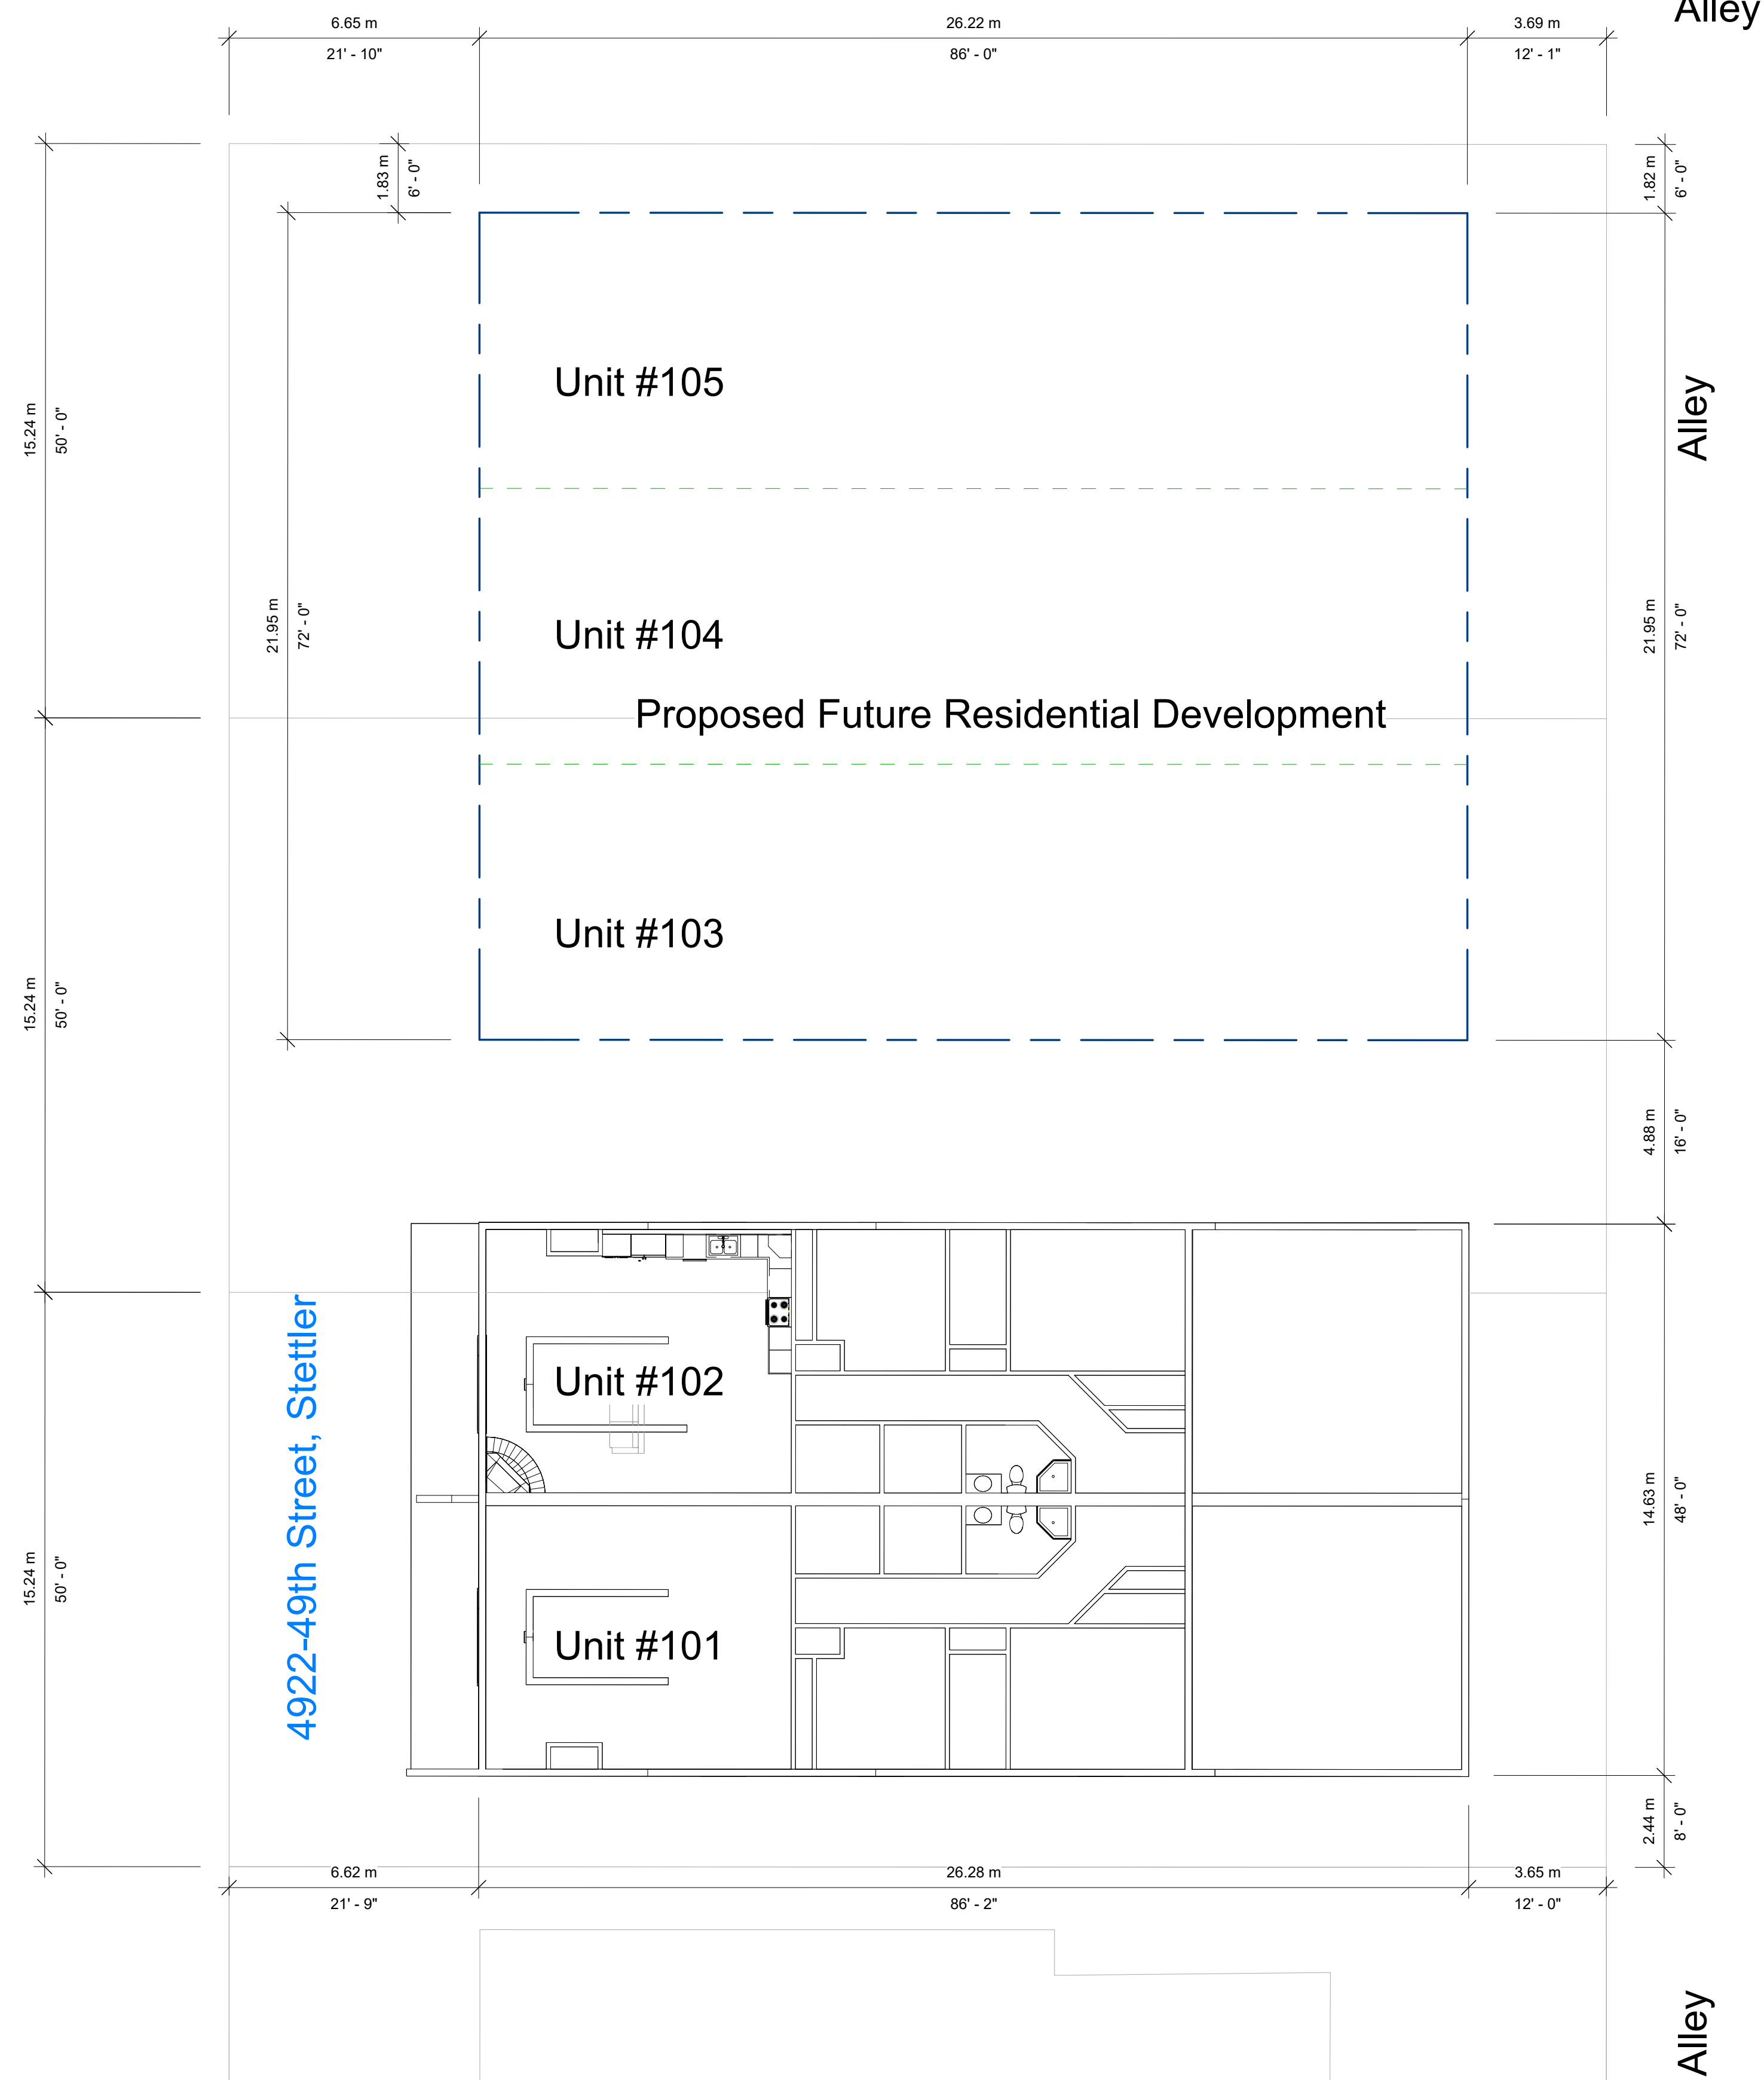 Alley
6.65 m
26.22 m
3.69 m
21' - 10"
86' - 0"
12' - 1"
1.83 m
6' - 0"
1.82 m
6' - 0"
15.24 m
50' - 0"
Unit #105
Alley
21.95 m
72' - 0"
Unit #104
21.95 m
72' - 0"
Proposed Future Residential Development
Unit #103
15.24 m
50' - 0"
4.88 m
16' - 0"
4922-49th Street, Stettler
Unit #102
14.63 m
48' - 0"
15.24 m
50' - 0"
Unit #101
2.44 m
8' - 0"
6.62 m
26.28 m
3.65 m
21' - 9"
86' - 2"
12' - 0"
Alley